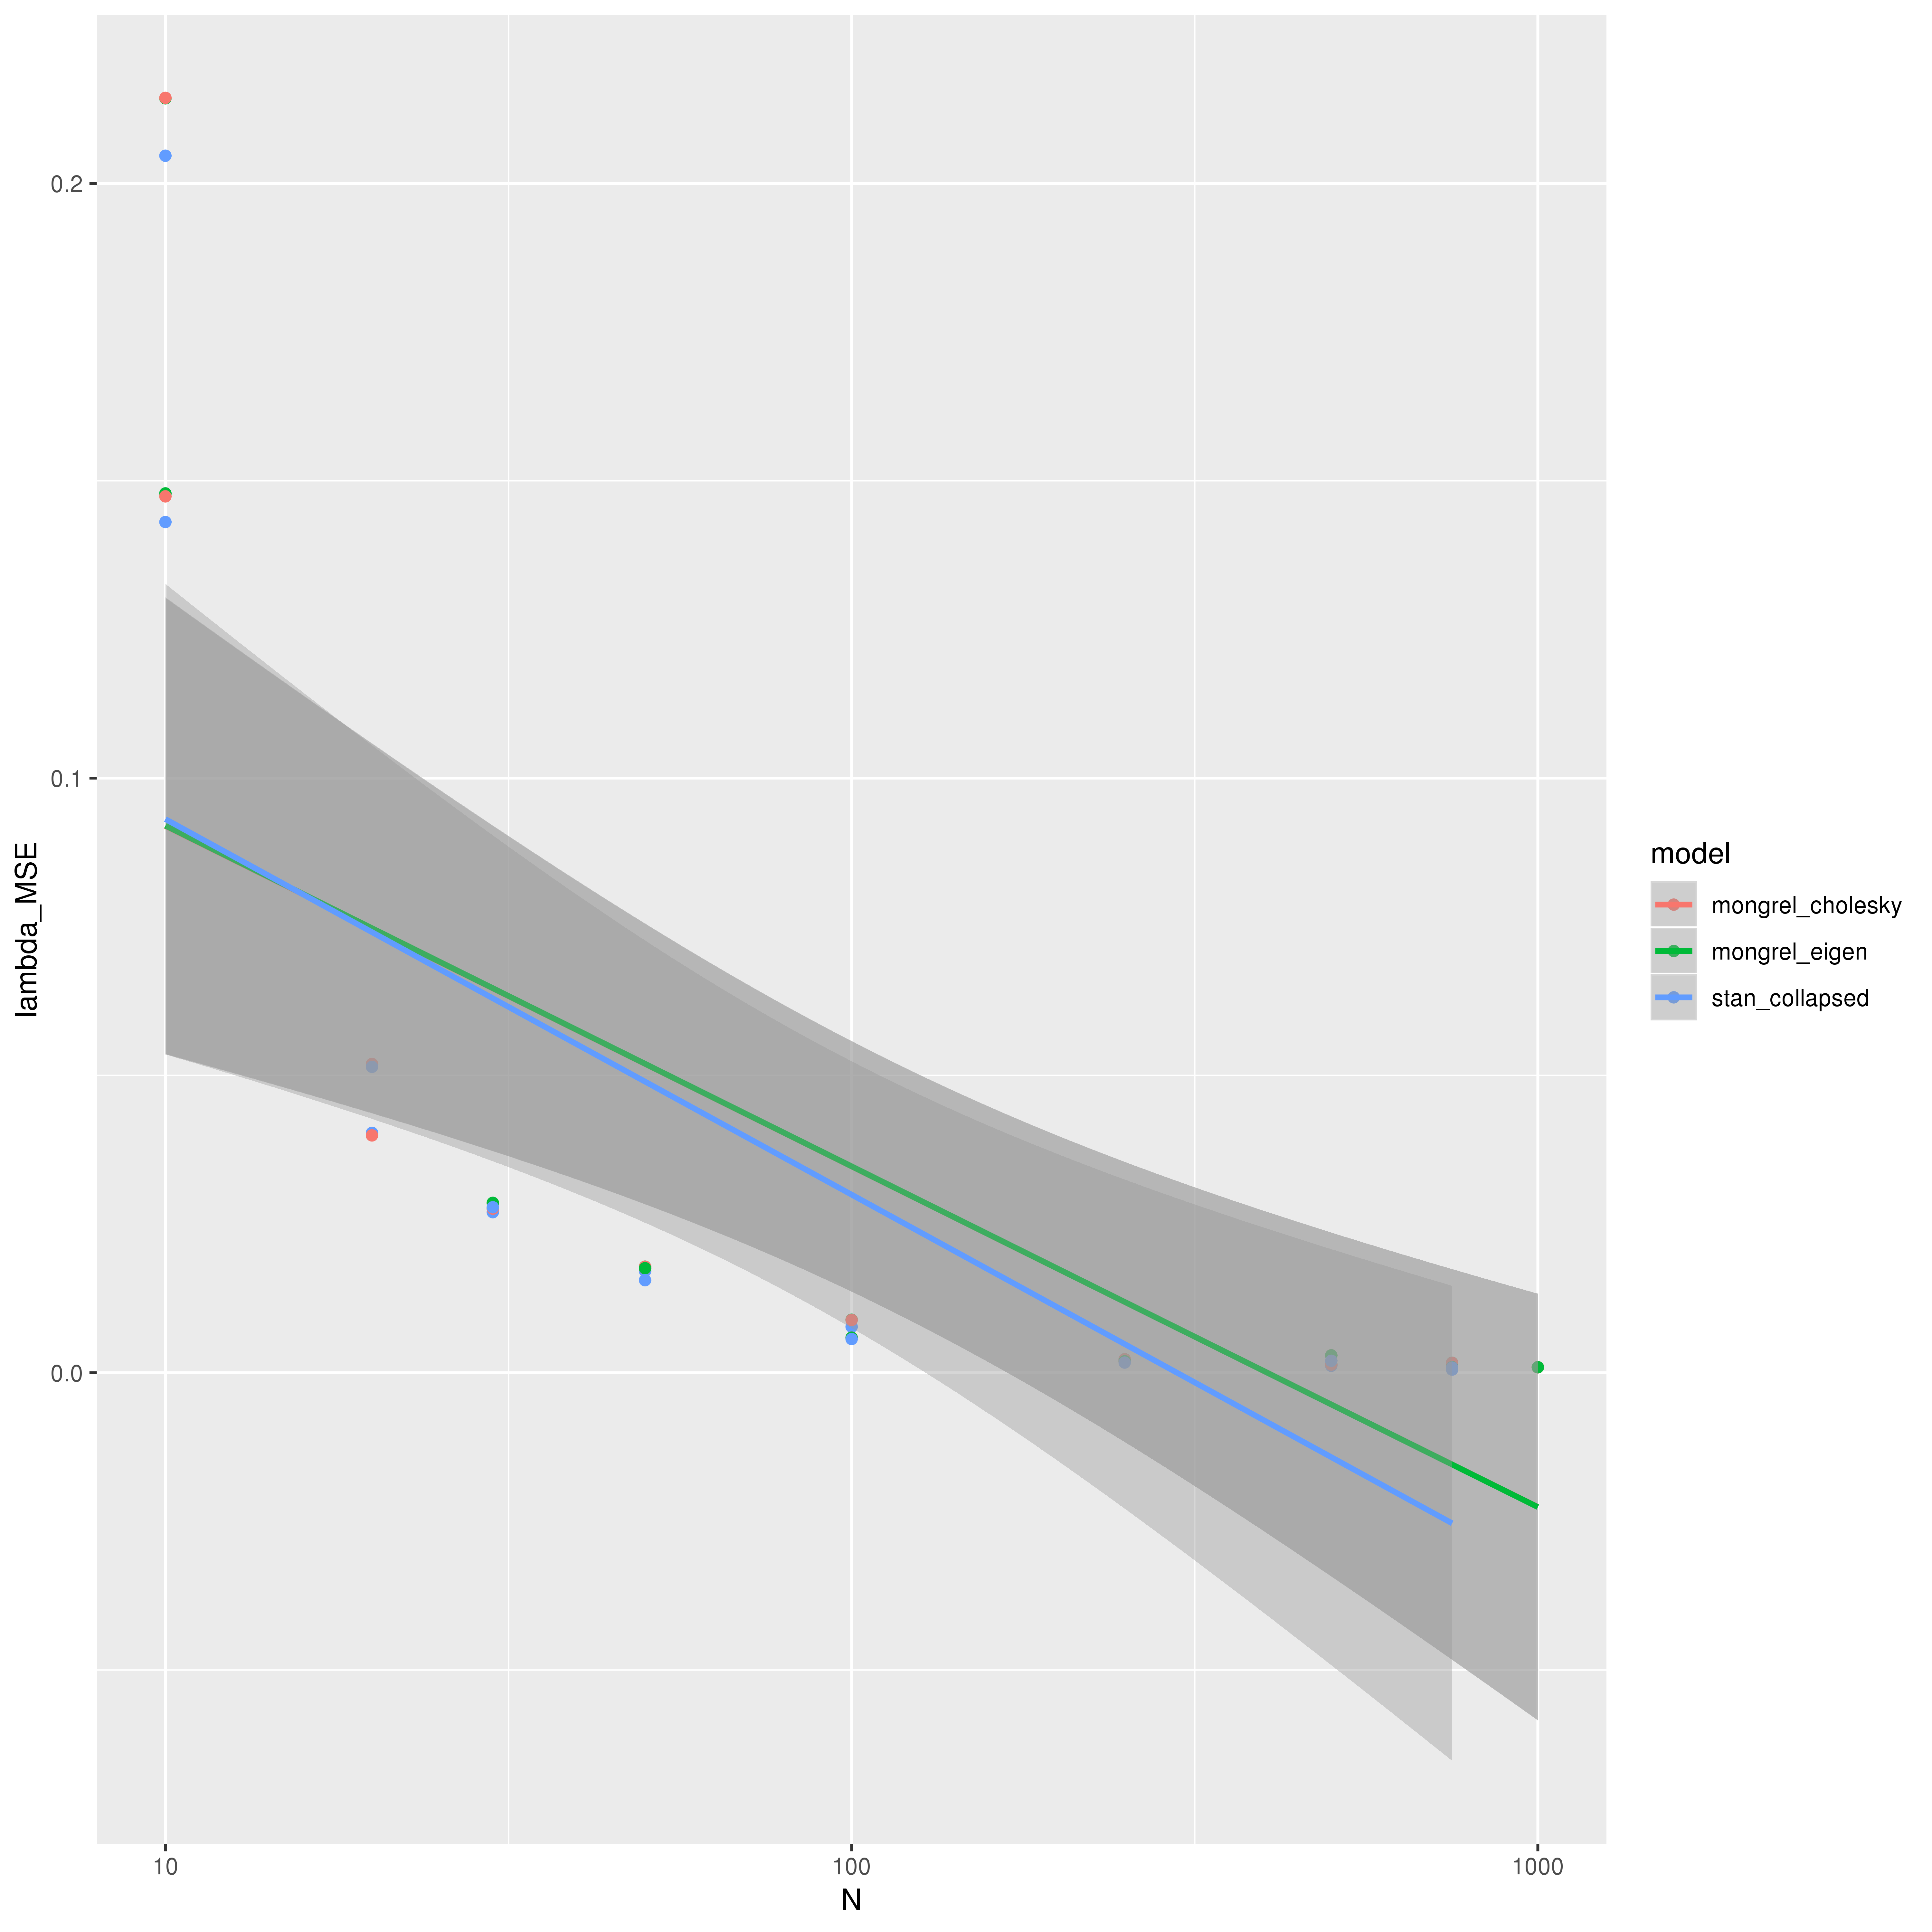 lambda_MSE
0.2
0.1
0.0
10
100
1000
N
model
mongrel_cholesky
mongrel_eigen
stan_collapsed